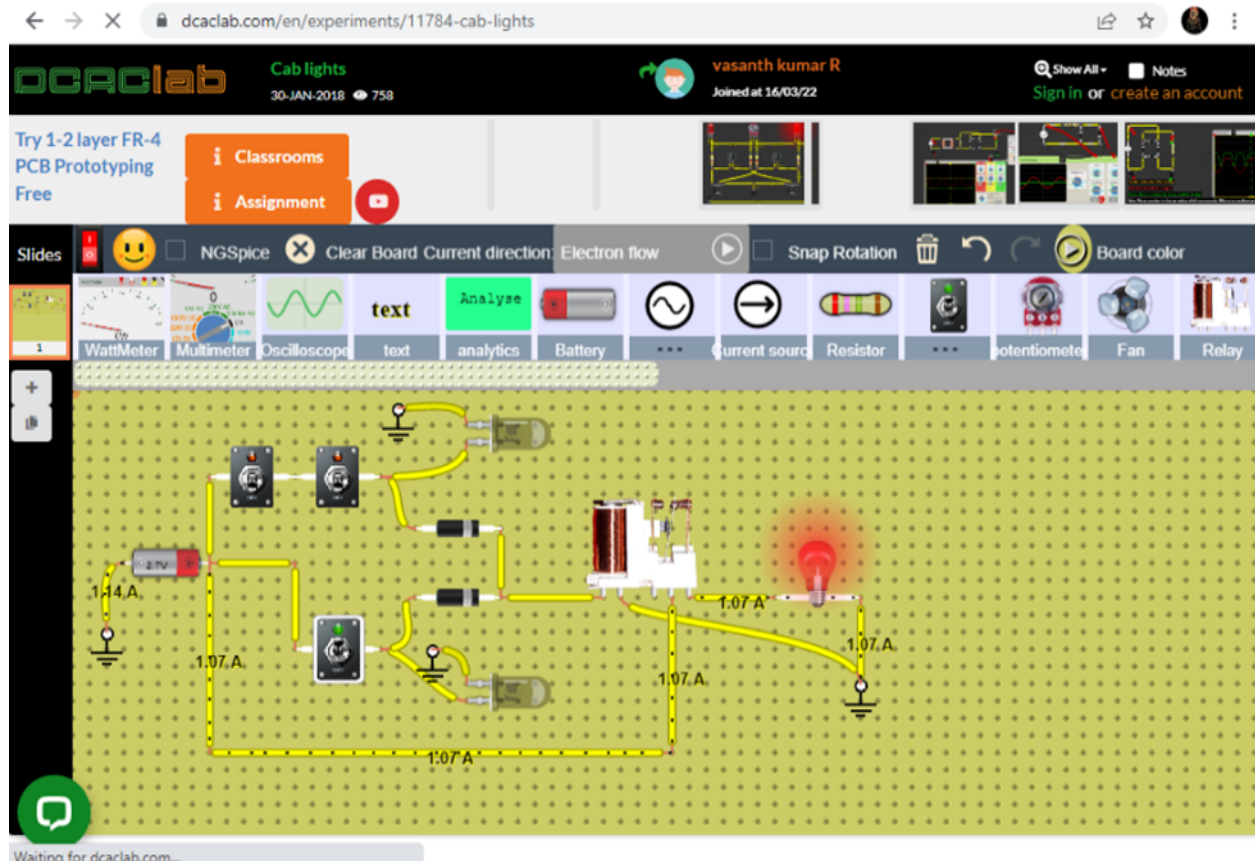 dcaclab.com/en/experiments/11784-cab-lights
DCAClab
Cab lights
30-JAN-2018 758
vasanth kumar R
Joined at 16/03/22
Show All
Notes
Sign in or create an account
Try 1-2 layer FR-4
PCB Prototyping
Free
Classrooms
Assignment
Slides
NGSpice
Clear Board
Current direction:
Electron flow
Snap Rotation
Board color
text
Analyse
1
WattMeter
Multimeter
Oscilloscope
text
analytics
Battery
...
Current sourc
Resistor
...
potentiomete
Fan
Relay
2.7V
1.14 A
1.07 A
1.07 A
1.07 A
1.07 A
1.07 A
Waiting for dcaclab.com...